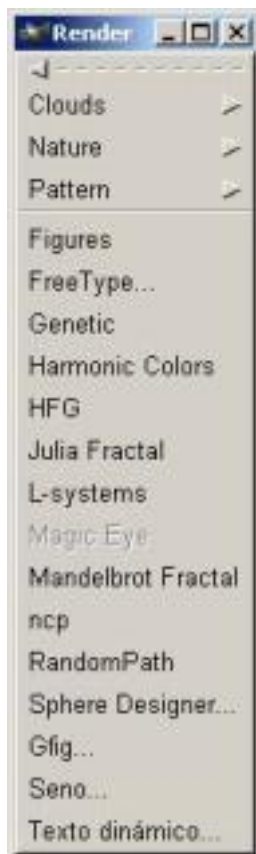 Render
Clouds
Nature
Pattern
Figures
FreeType...
Genetic
Harmonic Colors
HFG
Julia Fractal
L-systems
Magic Eye
Mandelbrot Fractal
ncp
RandomPath
Sphere Designer...
Gfig...
Seno...
Texto dinámico...